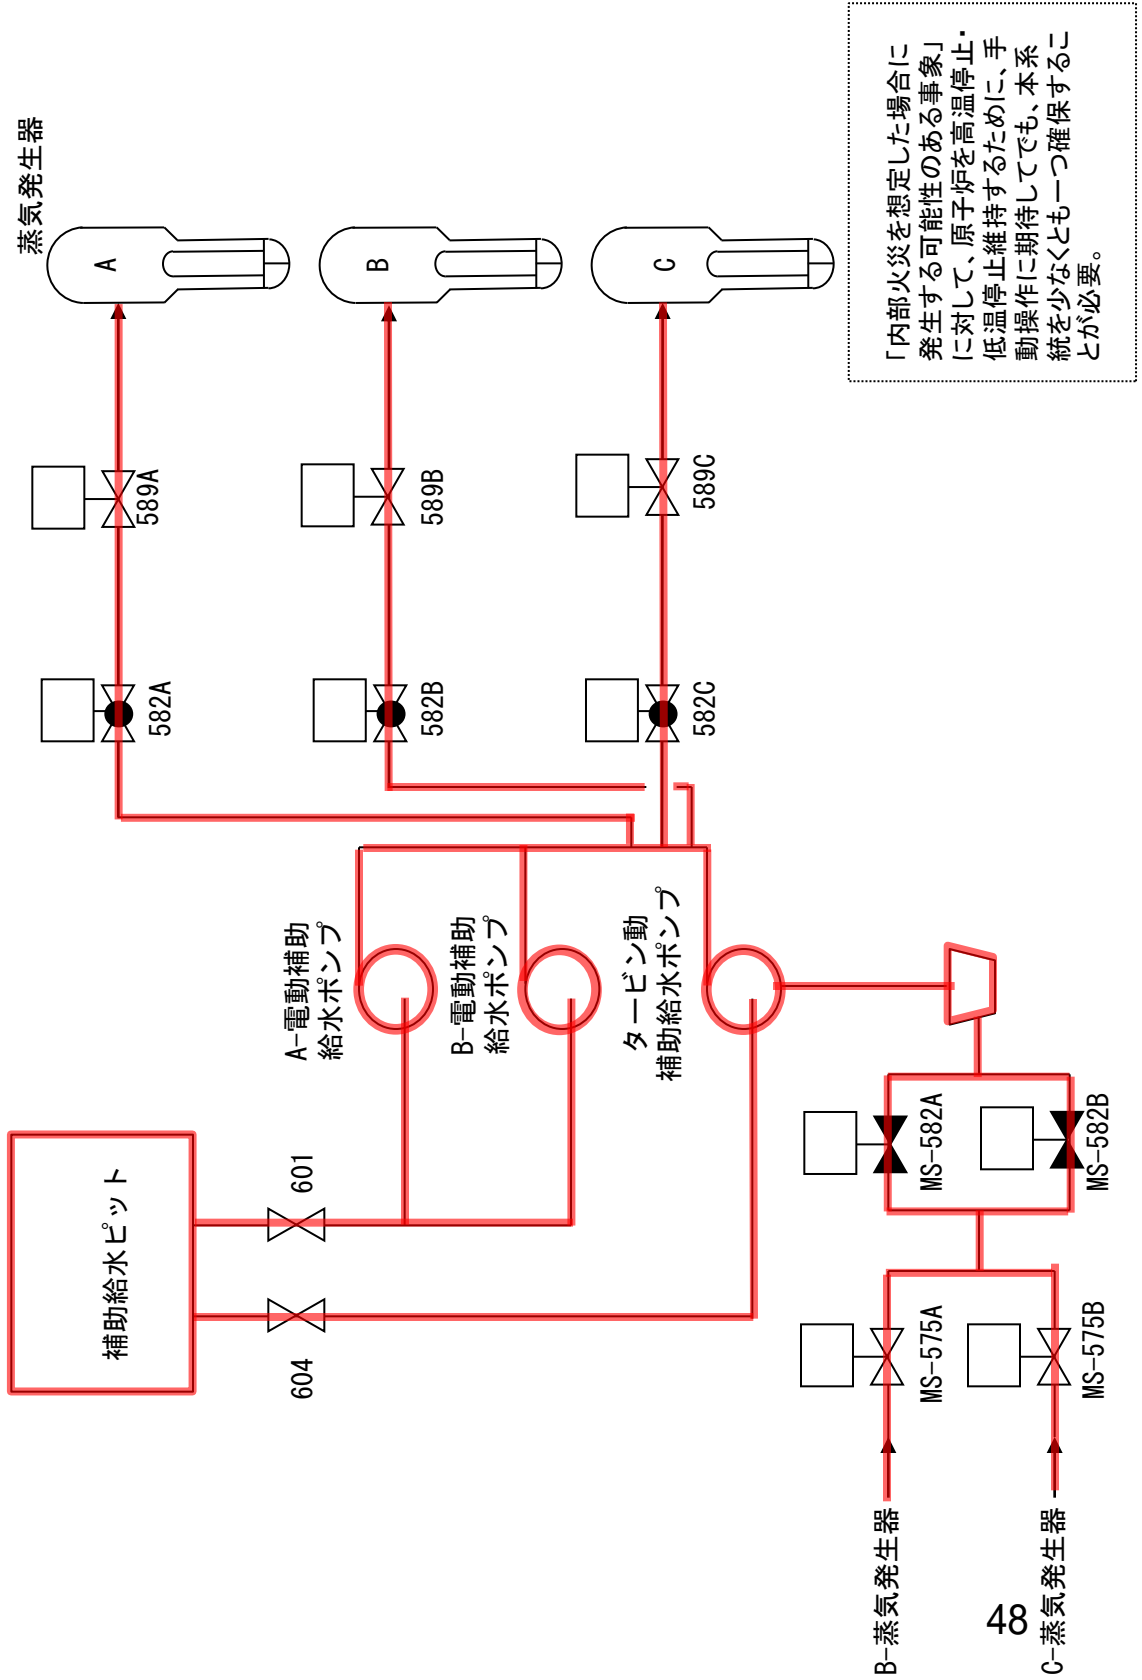 蒸気発生器
A
B
C
589A
589B
589C
582A
582B
582C
A-電動補助
給水ポンプ
B-電動補助
給水ポンプ
タービン動
補助給水ポンプ
補助給水ピット
601
604
MS-582A
MS-582B
MS-575A
MS-575B
B-蒸気発生器
C-蒸気発生器
「内部火災を想定した場合に
発生する可能性のある事象」
に対して、原子炉を高温停止・
低温停止維持するために、手
動操作に期待してでも、本系
統を少なくとも一つ確保するこ
とが必要。
48